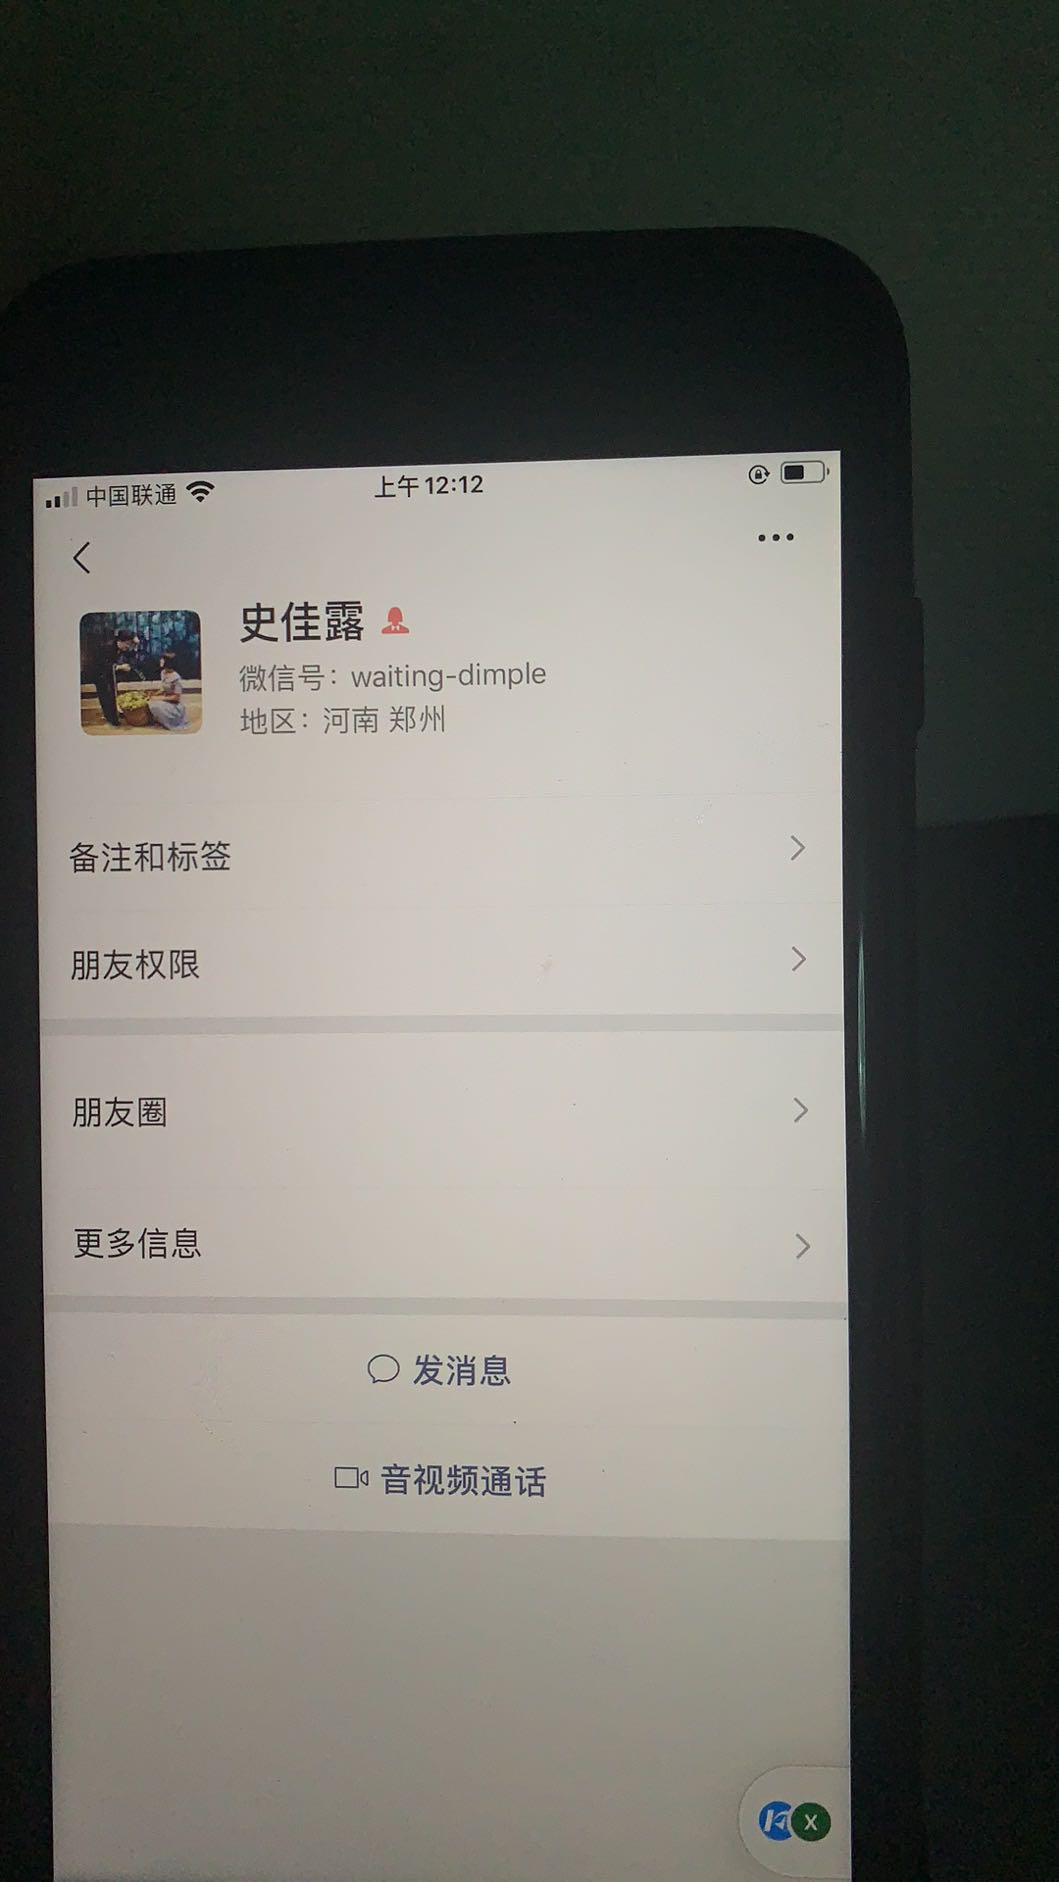 中国联通
上午12:12
史佳露
微信号：waiting-dimple
地区：河南 郑州
备注和标签
朋友权限
朋友圈
更多信息
发消息
音视频通话
X